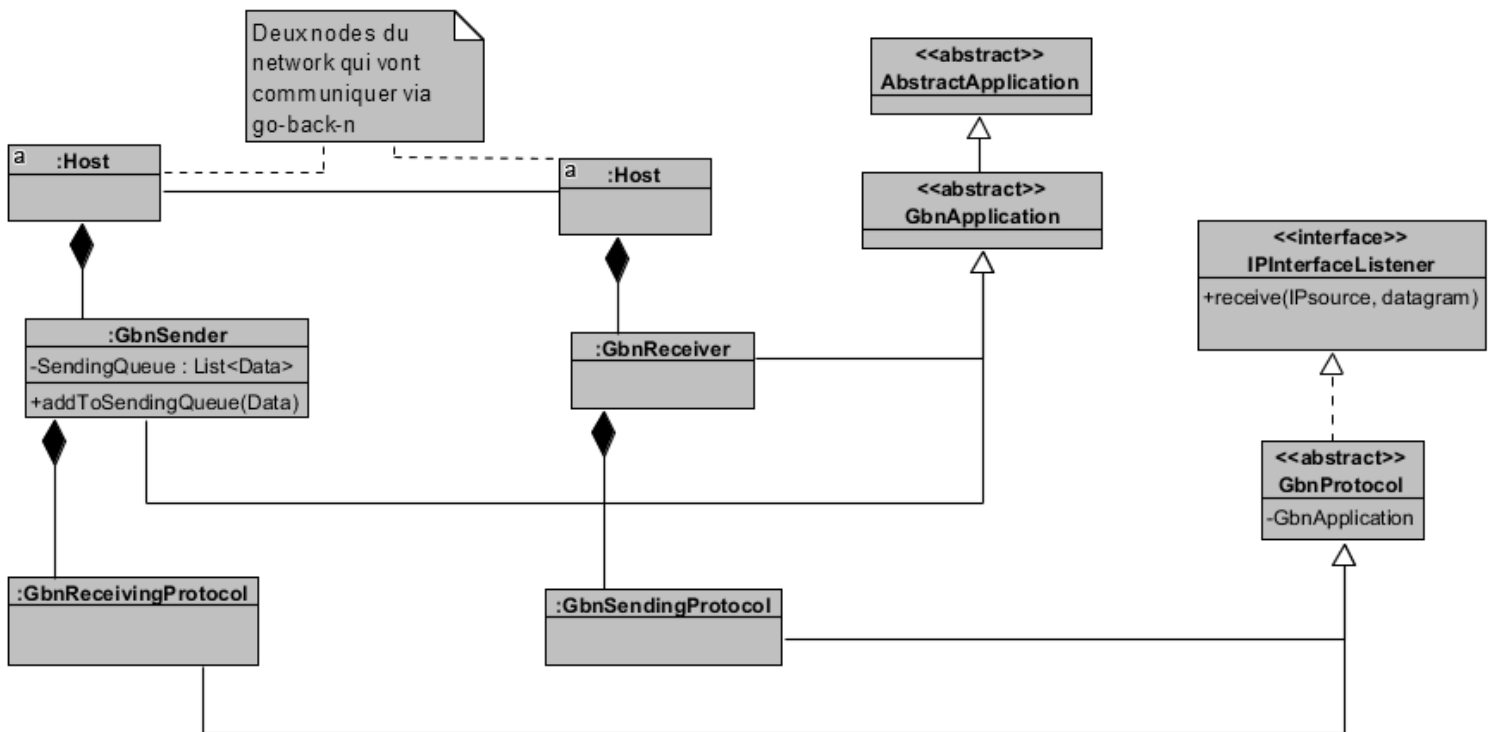 Deux nodes du
network qui vont
communiquer via
go-back-n
<<abstract>>
AbstractApplication
a
:Host
a
:Host
<<abstract>>
GbnApplication
<<interface>>
IPInterfaceListener
+receive(IPsource, datagram)
:GbnSender
-SendingQueue : List<Data>
+addToSendingQueue(Data)
:GbnReceiver
<<abstract>>
GbnProtocol
-GbnApplication
:GbnReceivingProtocol
:GbnSendingProtocol